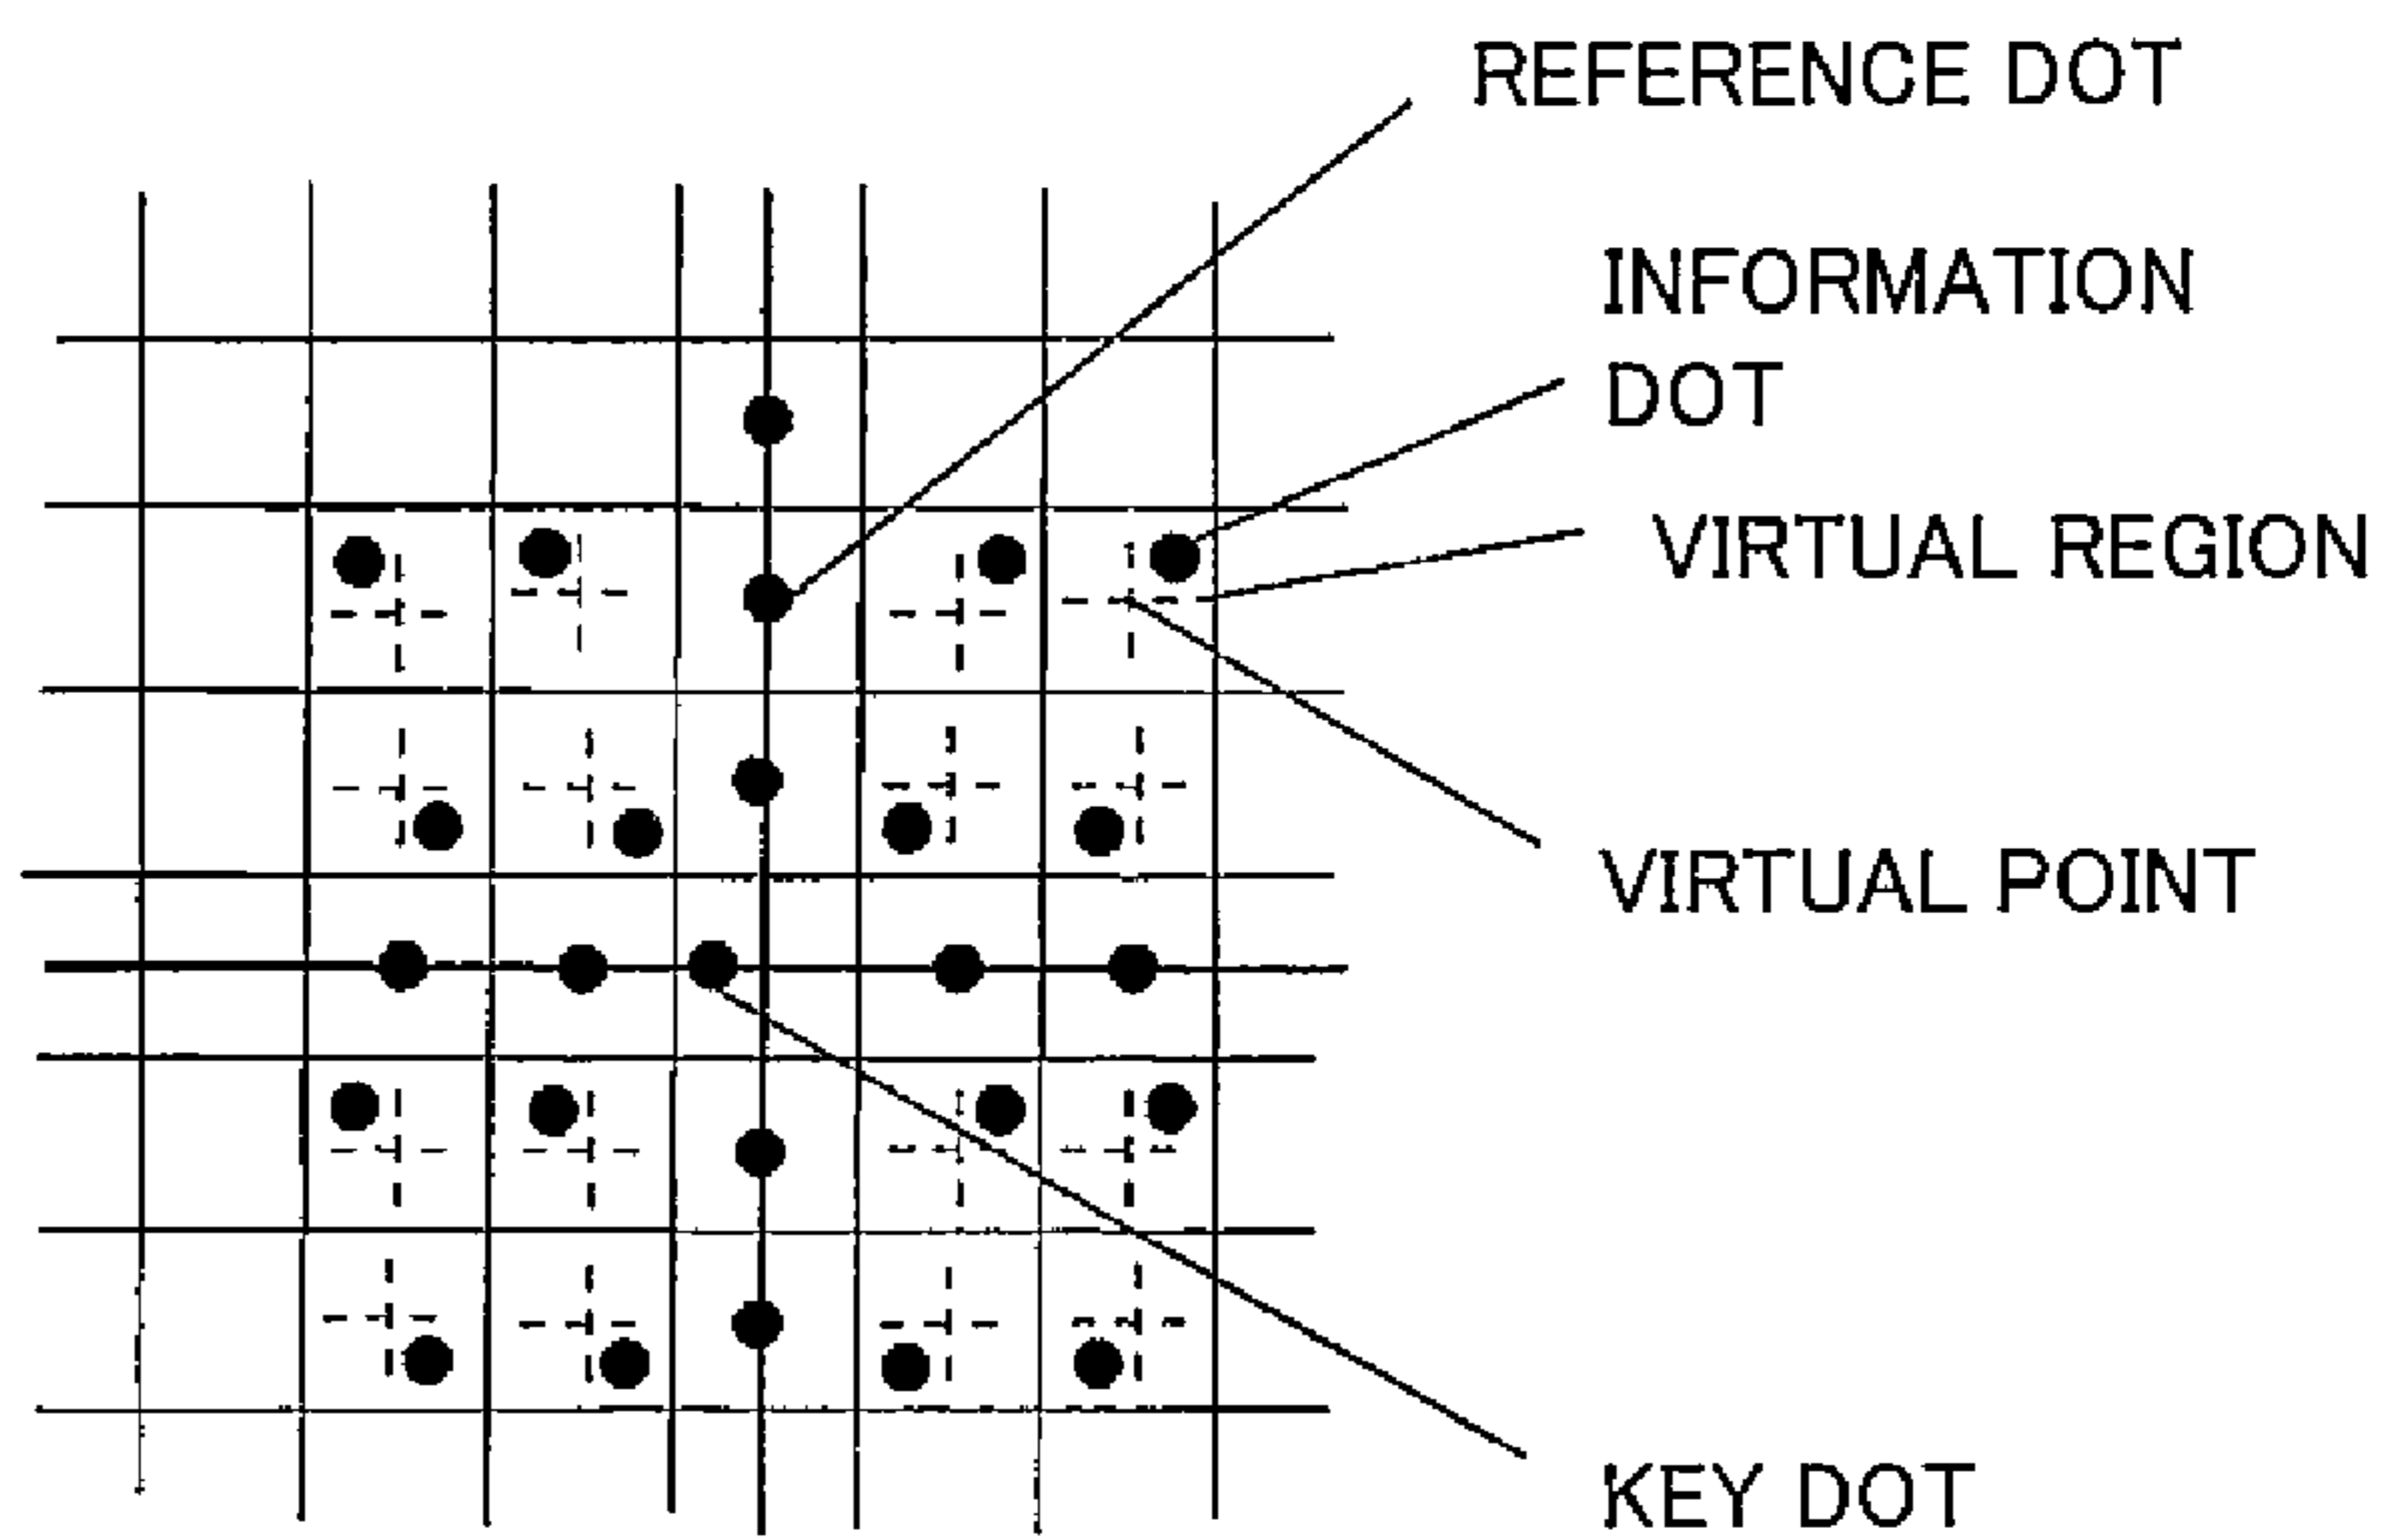 REFERENCE DOT
INFORMATION
DOT
VIRTUAL REGION
VIRTUAL POINT
KEY DOT